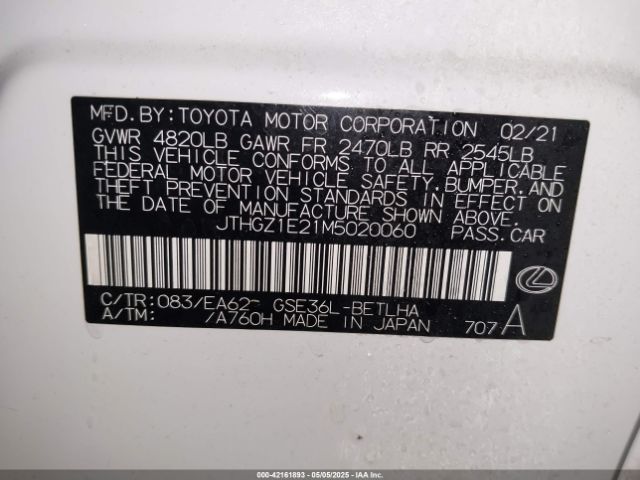 MFD.BY:TOYOTA MOTOR CORPORATION 02/21
GVWR 4820LB GAWR FR 2470LB RR 2545LB
THIS VEHICLE CONFORMS TO ALL APPLICABLE
FEDERAL MOTOR VEHICLE SAFETY,BUMPER,AND
THEFT PREVENTION STANDARDS IN EFFECT ON
THE DATE OF MANUFACTURE SHOWN ABOVE.
JTHGZ1E21M5020060 PASS.CAR
C/TR:083/EA62 GSE36L-BETLHA
A/TM: /A760H MADE IN JAPAN 707 A
000-42161893 - 05/05/2025 - IAAI.COM